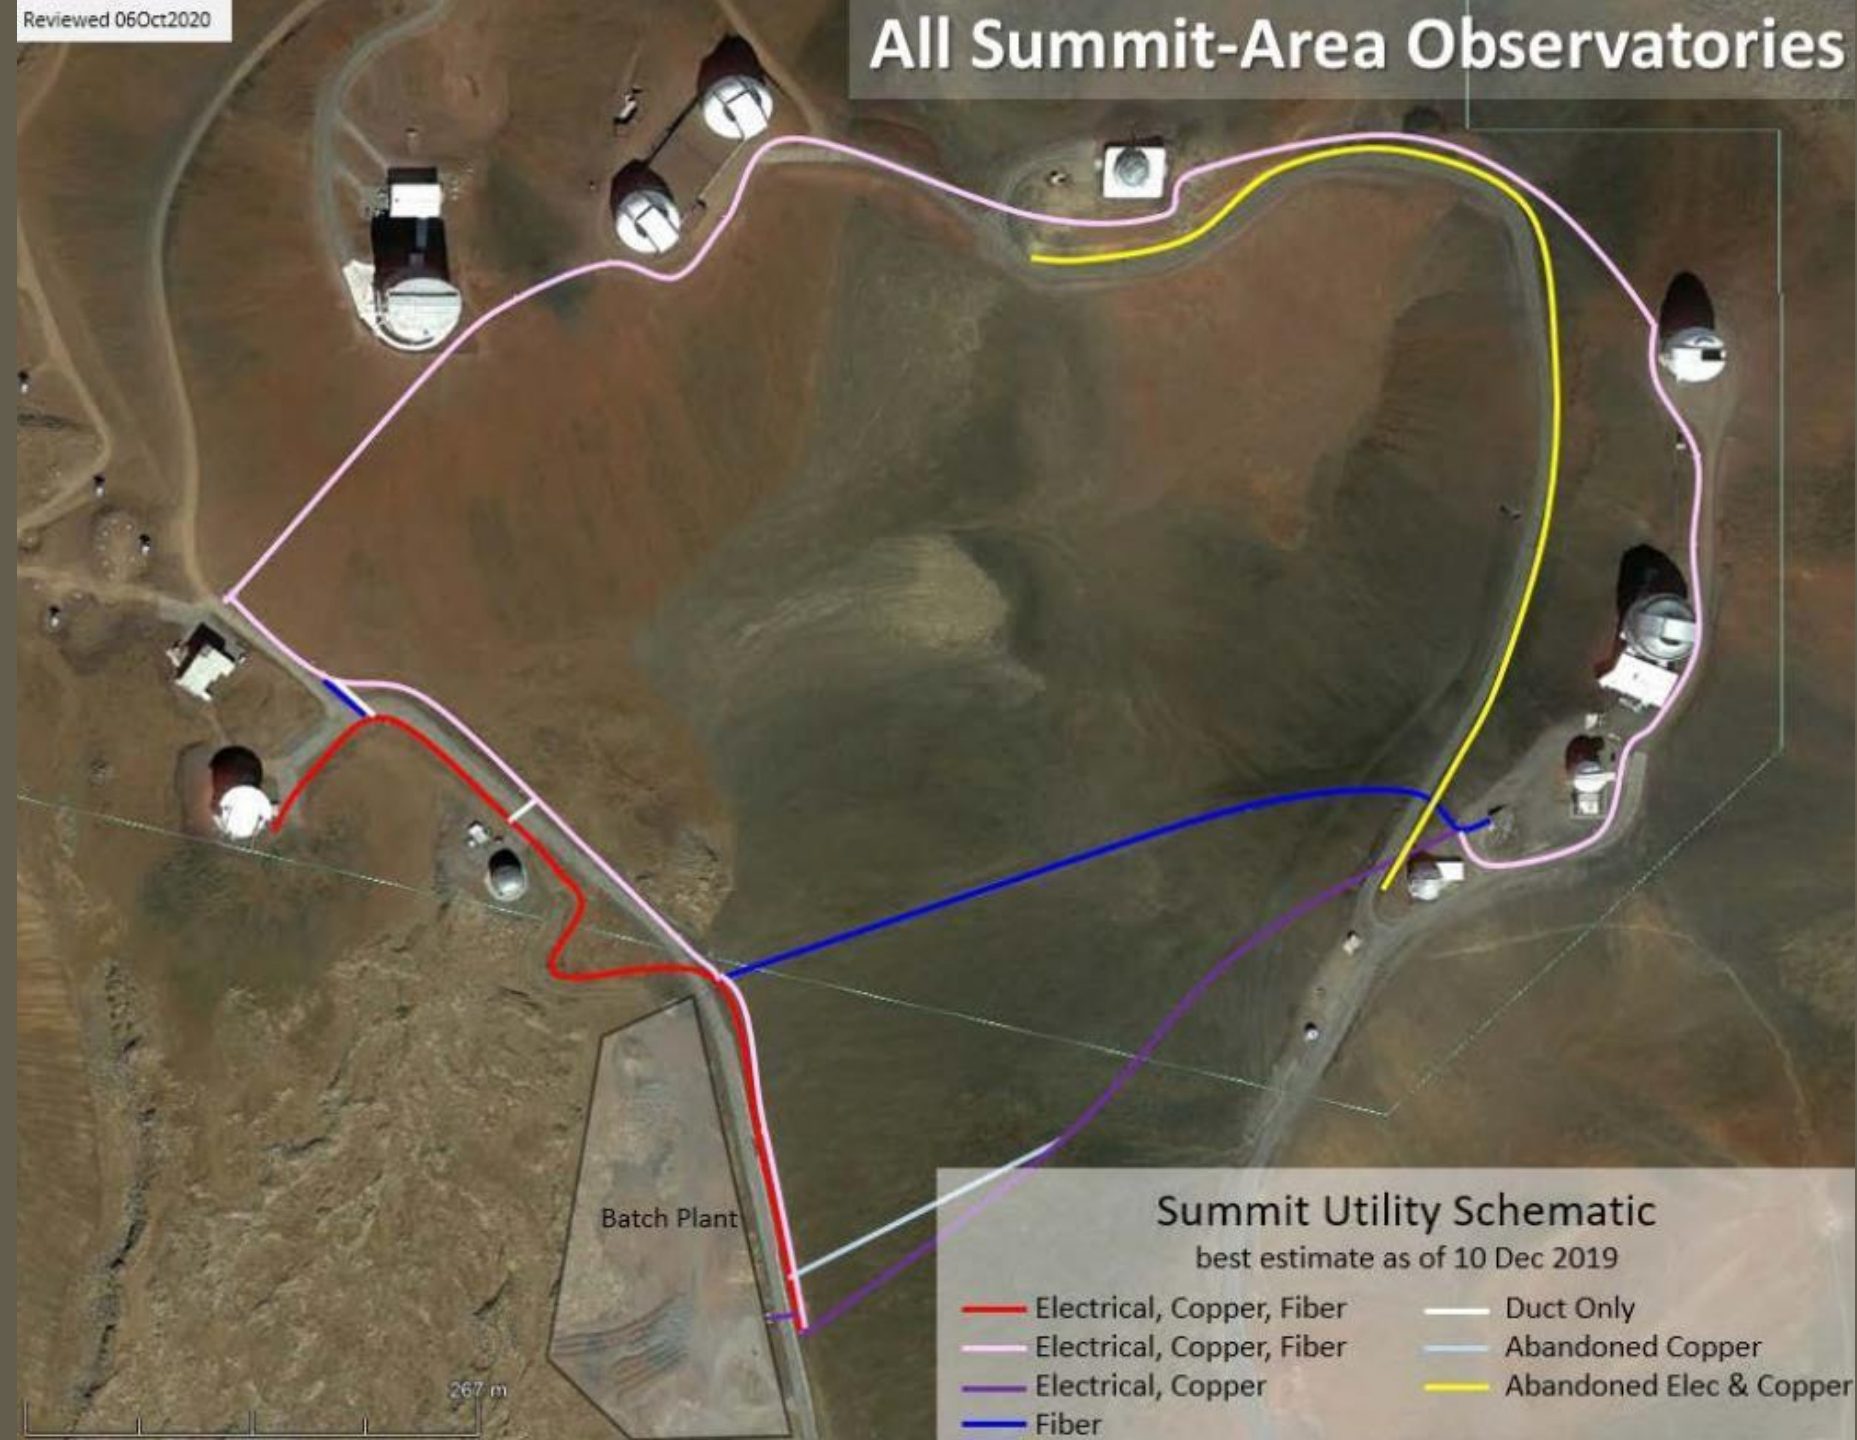 Reviewed 06Oct2020
All Summit-Area Observatories
Batch Plant
267 m
Summit Utility Schematic
best estimate as of 10 Dec 2019
Electrical, Copper, Fiber
Electrical, Copper, Fiber
Electrical, Copper
Fiber
Duct Only
Abandoned Copper
Abandoned Elec & Copper